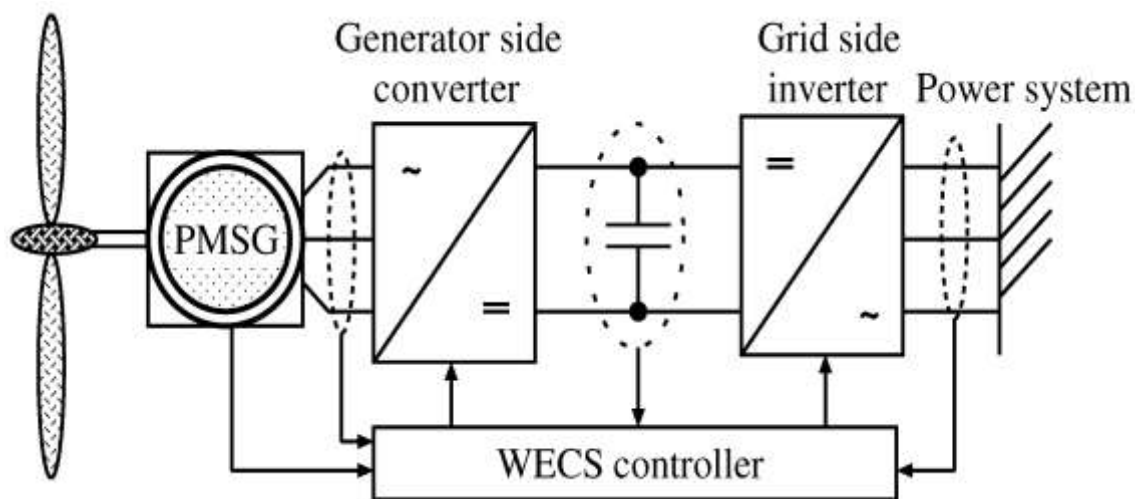 Generator side
converter
Grid side
inverter
Power system
PMSG
~
=
=
~
WECS controller